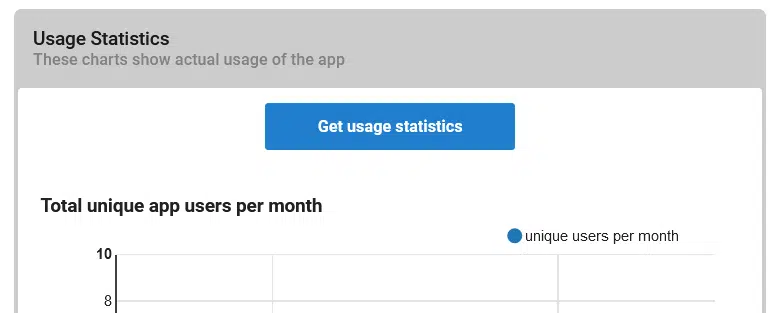 Usage Statistics
These charts show actual usage of the app
Get usage statistics
Total unique app users per month
unique users per month
10
8